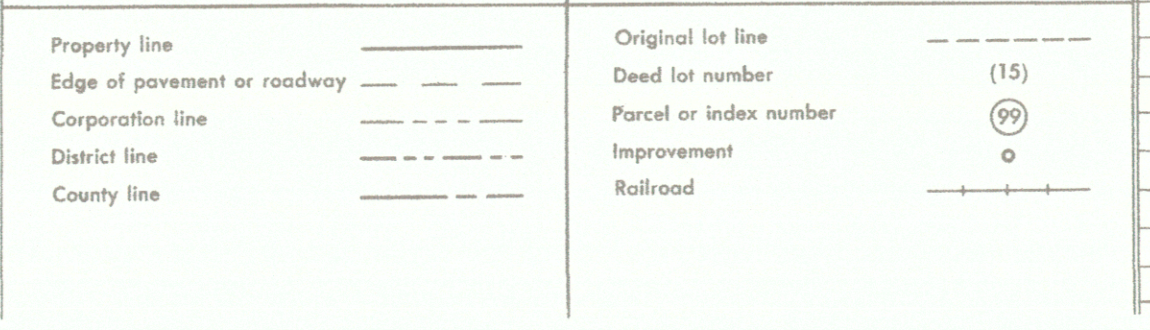 Property line
Edge of pavement or roadway
Corporation line
District line
County line
Original lot line
Deed lot number (15)
Parcel or index number 99
Improvement
Railroad